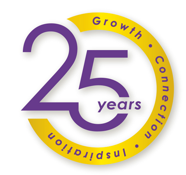 25
years
Growth • Connection • Inspiration